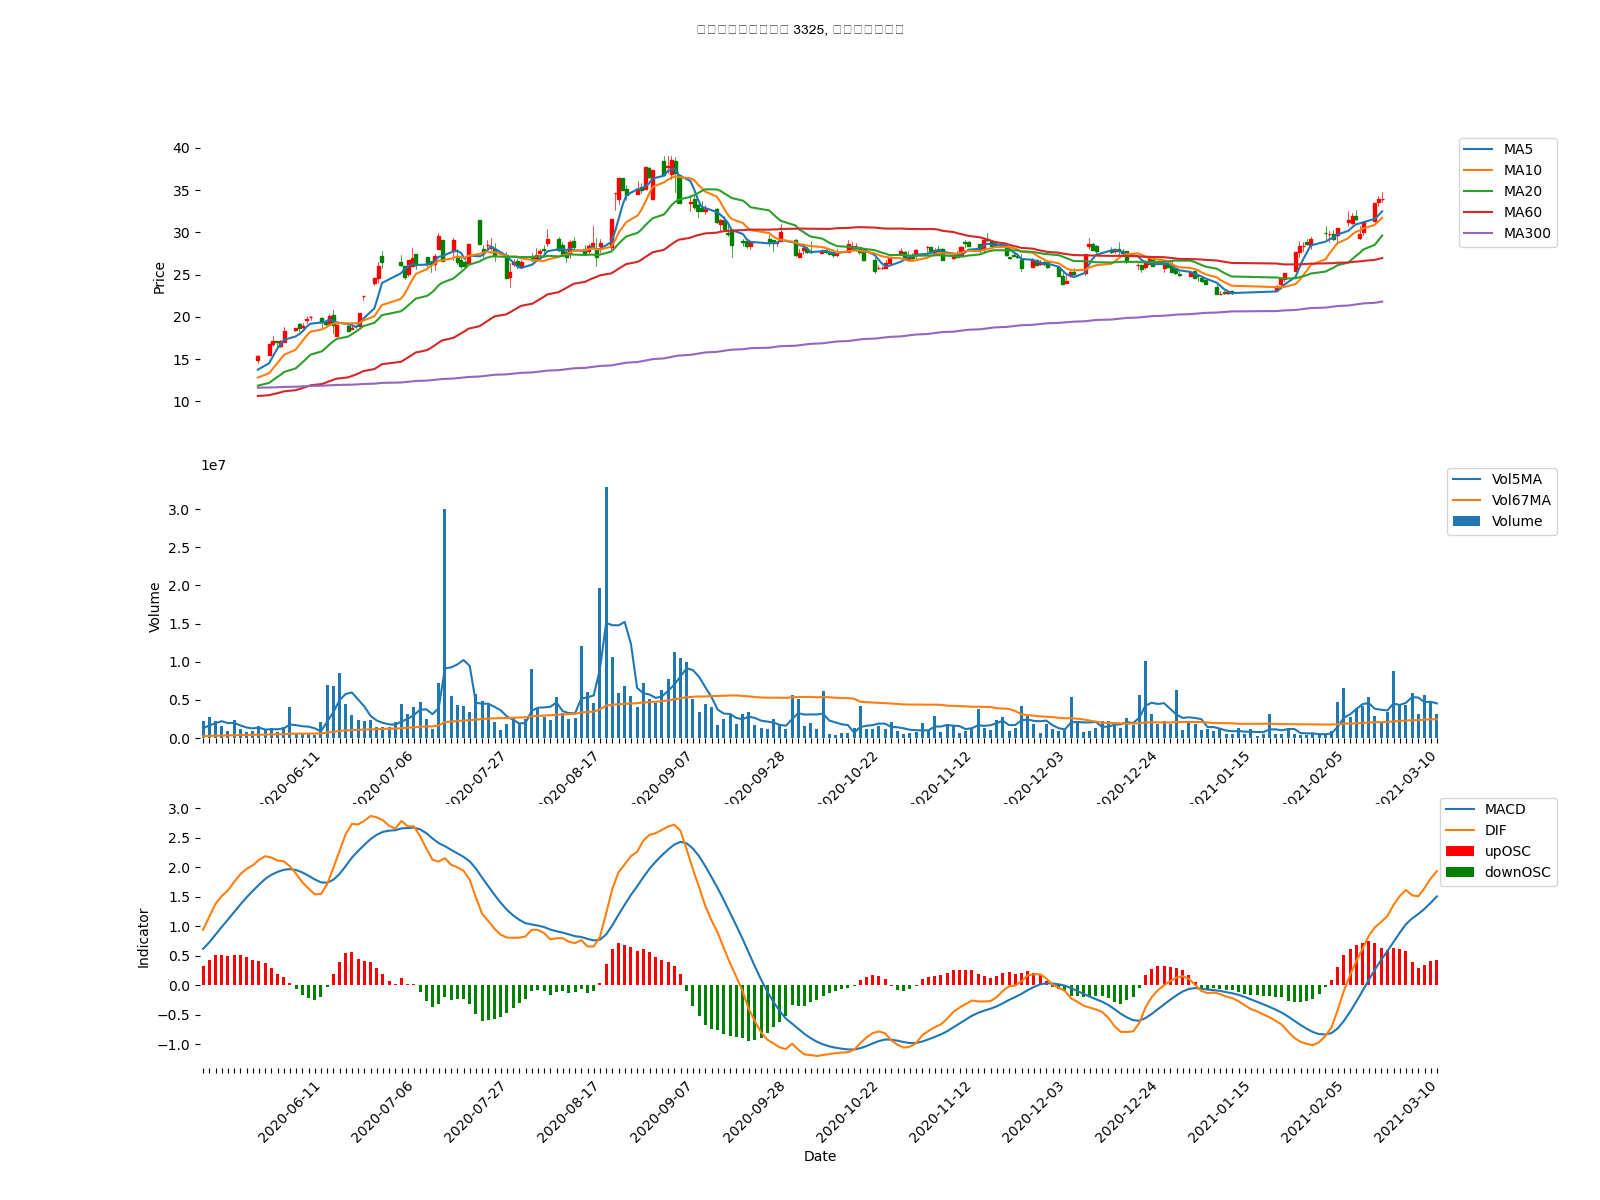 3325,
40
35
30
25
20
15
10
Price
MA5
MA10
MA20
MA60
MA300
1e7
3.0
2.5
2.0
1.5
1.0
0.5
0.0
Volume
Vol5MA
Vol67MA
Volume
2020-06-11
2020-07-06
2020-07-27
2020-08-17
2020-09-07
2020-09-28
2020-10-22
2020-11-12
2020-12-03
2020-12-24
2021-01-15
2021-02-05
2021-03-10
3.0
2.5
2.0
1.5
1.0
0.5
0.0
−0.5
−1.0
Indicator
MACD
DIF
upOSC
downOSC
2020-06-11
2020-07-06
2020-07-27
2020-08-17
2020-09-07
2020-09-28
2020-10-22
2020-11-12
2020-12-03
2020-12-24
2021-01-15
2021-02-05
2021-03-10
Date